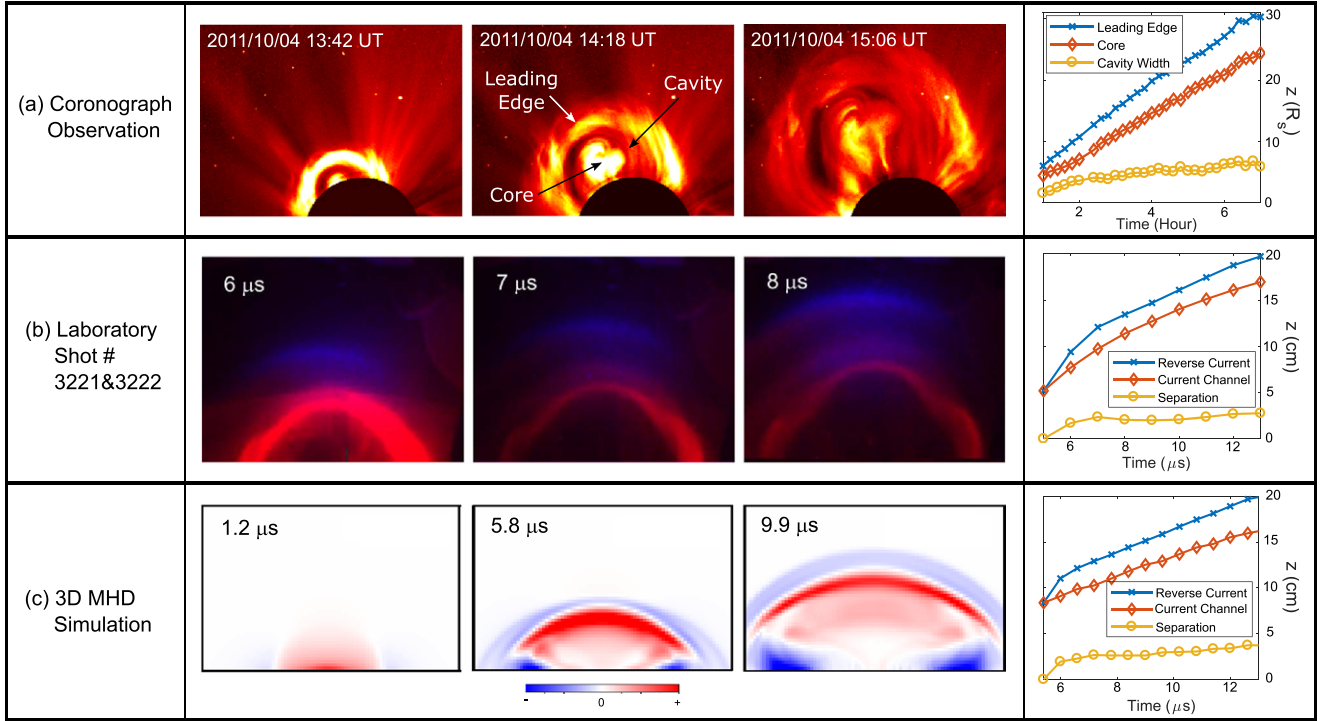 (a) Coronograph
Observation
2011/10/04 13:42 UT
2011/10/04 14:18 UT
Leading
Edge
Cavity
Core
2011/10/04 15:06 UT
Leading Edge
Core
Cavity Width
30
20
10
0
z (Rs)
2 4 6
Time (Hour)
(b) Laboratory
Shot #
3221&3222
6 μs
7 μs
8 μs
Reverse Current
Current Channel
Separation
20
15
10
5
0
z (cm)
6 8 10 12
Time (μs)
(c) 3D MHD
Simulation
1.2 μs
5.8 μs
9.9 μs
- 0 +
Reverse Current
Current Channel
Separation
20
15
10
5
0
z (cm)
6 8 10 12
Time (μs)